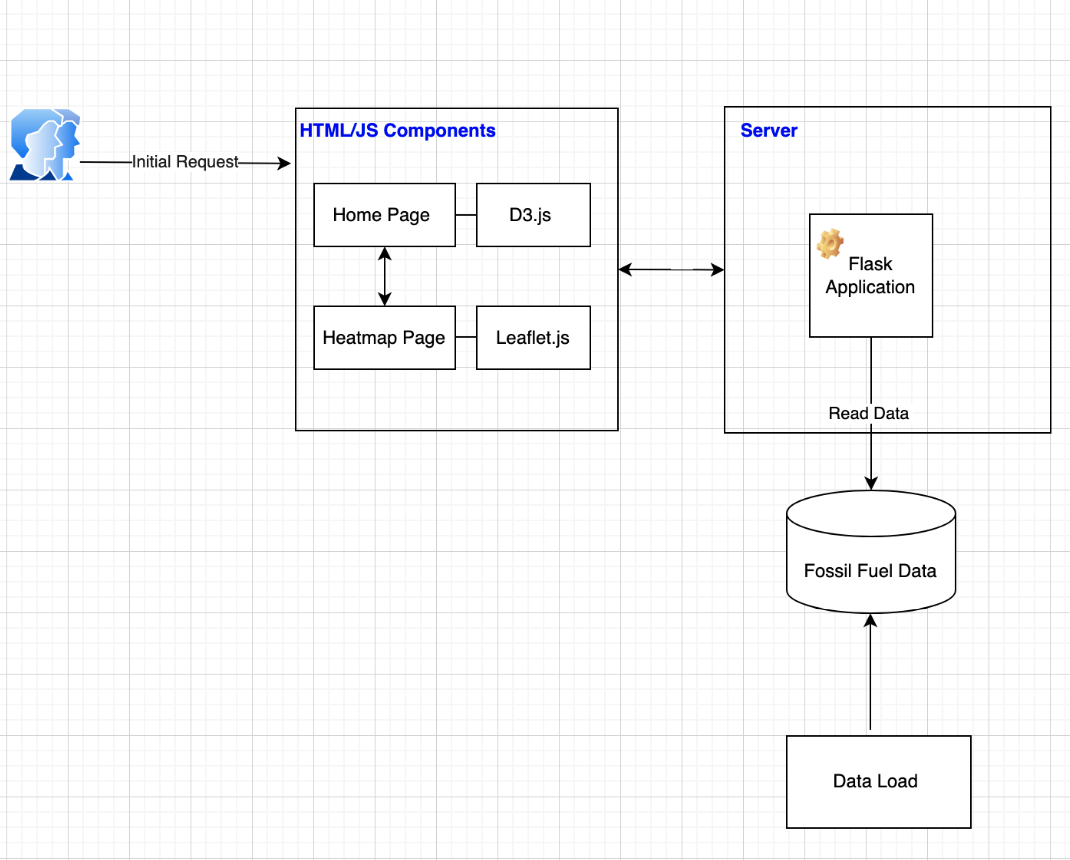 HTML/JS Components
Server
Initial Request
Home Page
D3.js
Flask
Application
Heatmap Page
Leaflet.js
Read Data
Fossil Fuel Data
Data Load